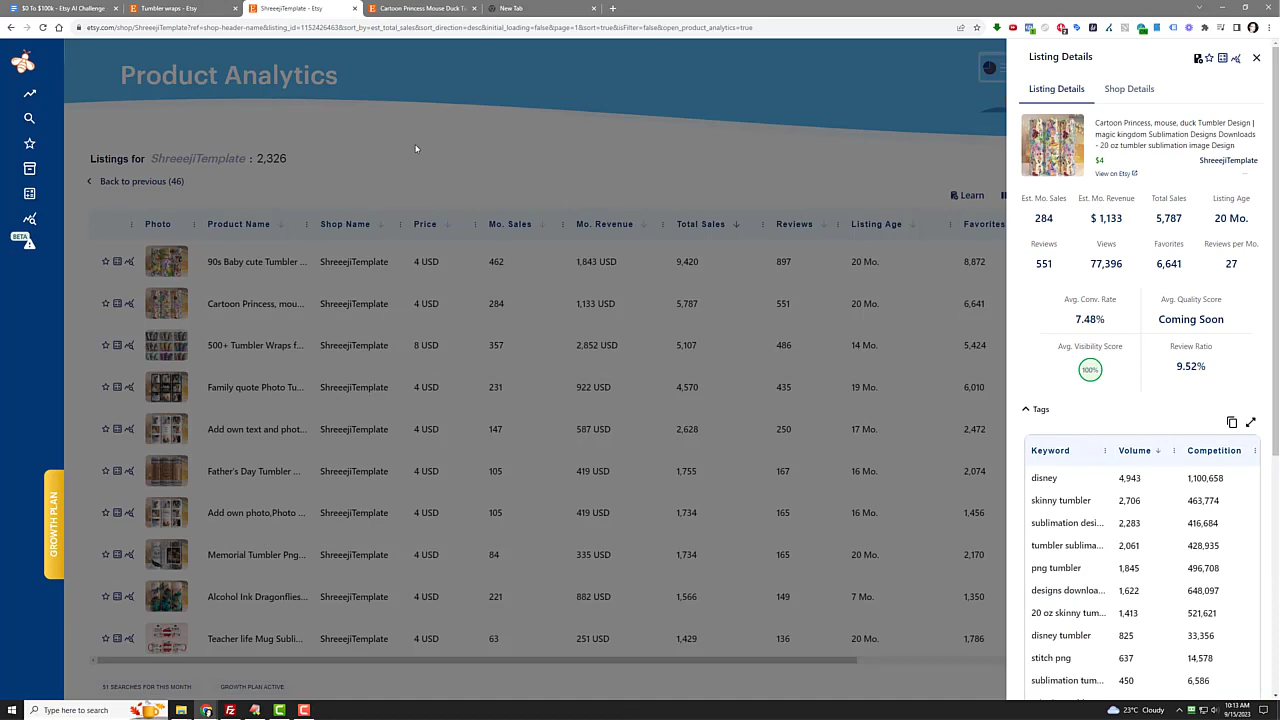 $0 To $100k - Etsy AI Challenge
Tumbler wraps - Etsy
ShreeejiTemplate - Etsy
Cartoon Princess Mouse Duck T
New Tab
etsy.com/shop/ShreeejiTemplate?ref=shop-header-name&listing_id=1152426463&sort_by=est_total_sales&sort_direction=desc&initial_loading=false&page=1&sort=true&isFilter=false&open_product_analytics=true
Product Analytics
Listings for ShreeejiTemplate : 2,326
Back to previous (46)
Learn
Photo Product Name Shop Name Price Mo. Sales Mo. Revenue Total Sales Reviews Listing Age Favorites
90s Baby cute Tumbler ... ShreeejiTemplate 4 USD 462 1,843 USD 9,420 897 20 Mo. 8,872
Cartoon Princess, mou... ShreeejiTemplate 4 USD 284 1,133 USD 5,787 551 20 Mo. 6,641
500+ Tumbler Wraps f... ShreeejiTemplate 8 USD 357 2,852 USD 5,107 486 14 Mo. 5,424
Family quote Photo Tu... ShreeejiTemplate 4 USD 231 922 USD 4,570 435 19 Mo. 6,010
Add own text and phot... ShreeejiTemplate 4 USD 147 587 USD 2,628 250 17 Mo. 2,472
Father's Day Tumbler ... ShreeejiTemplate 4 USD 105 419 USD 1,755 167 16 Mo. 2,074
Add own photo,Photo ... ShreeejiTemplate 4 USD 105 419 USD 1,734 165 16 Mo. 1,456
Memorial Tumbler Png... ShreeejiTemplate 4 USD 84 335 USD 1,734 165 20 Mo. 2,170
Alcohol Ink Dragonflies... ShreeejiTemplate 4 USD 221 882 USD 1,566 149 7 Mo. 1,350
Teacher life Mug Subli... ShreeejiTemplate 4 USD 63 251 USD 1,429 136 20 Mo. 1,786
51 SEARCHES FOR THIS MONTH GROWTH PLAN ACTIVE
BETA
GROWTH PLAN
Listing Details
Listing Details Shop Details
Cartoon Princess, mouse, duck Tumbler Design |
magic kingdom Sublimation Designs Downloads
- 20 oz tumbler sublimation image Design
$4 ShreeejiTemplate
View on Etsy
Est. Mo. Sales Est. Mo. Revenue Total Sales Listing Age
284 $ 1,133 5,787 20 Mo.
Reviews Views Favorites Reviews per Mo.
551 77,396 6,641 27
Avg. Conv. Rate Avg. Quality Score
7.48% Coming Soon
Avg. Visibility Score Review Ratio
100% 9.52%
Tags
Keyword Volume Competition
disney 4,943 1,100,658
skinny tumbler 2,706 463,774
sublimation desi... 2,283 416,684
tumbler sublima... 2,061 428,935
png tumbler 1,845 496,708
designs downloa... 1,622 648,097
20 oz skinny tum... 1,413 521,621
disney tumbler 825 33,356
stitch png 637 14,578
sublimation tum... 450 6,586
Type here to search
23°C Cloudy
10:13 AM
9/15/2023